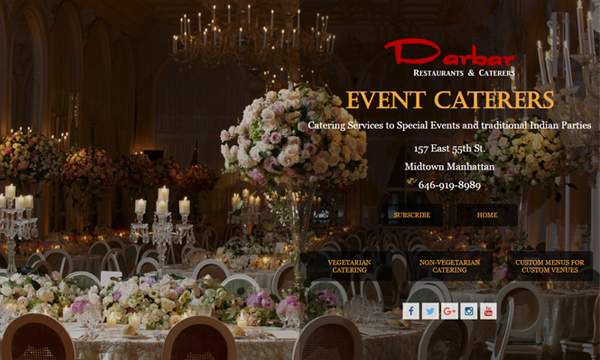 Darbar
RESTAURANTS & CATERERS
EVENT CATERERS
Catering Services to Special Events and traditional Indian Parties
157 East 55th St.
Midtown Manhattan
646-919-8989
SUBSCRIBE
HOME
VEGETARIAN
CATERING
NON-VEGETARIAN
CATERING
CUSTOM MENUS FOR
CUSTOM VENUES